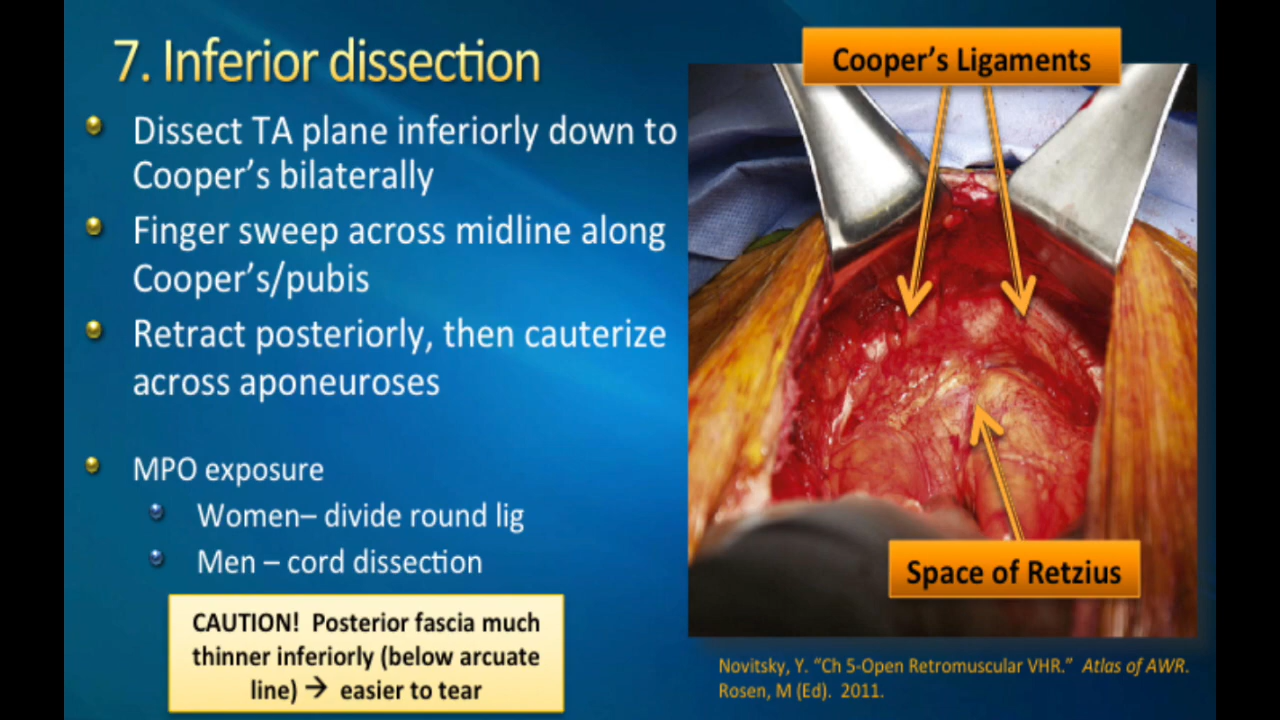 7. Inferior dissection
Dissect TA plane inferiorly down to
Cooper's bilaterally
Finger sweep across midline along
Cooper's/pubis
Retract posteriorly, then cauterize
across aponeuroses
MPO exposure
Women– divide round lig
Men – cord dissection
CAUTION!  Posterior fascia much
thinner inferiorly (below arcuate
line) → easier to tear
Cooper's Ligaments
Space of Retzius
Novitsky, Y. "Ch 5-Open Retromuscular VHR."  Atlas of AWR.
Rosen, M (Ed).  2011.